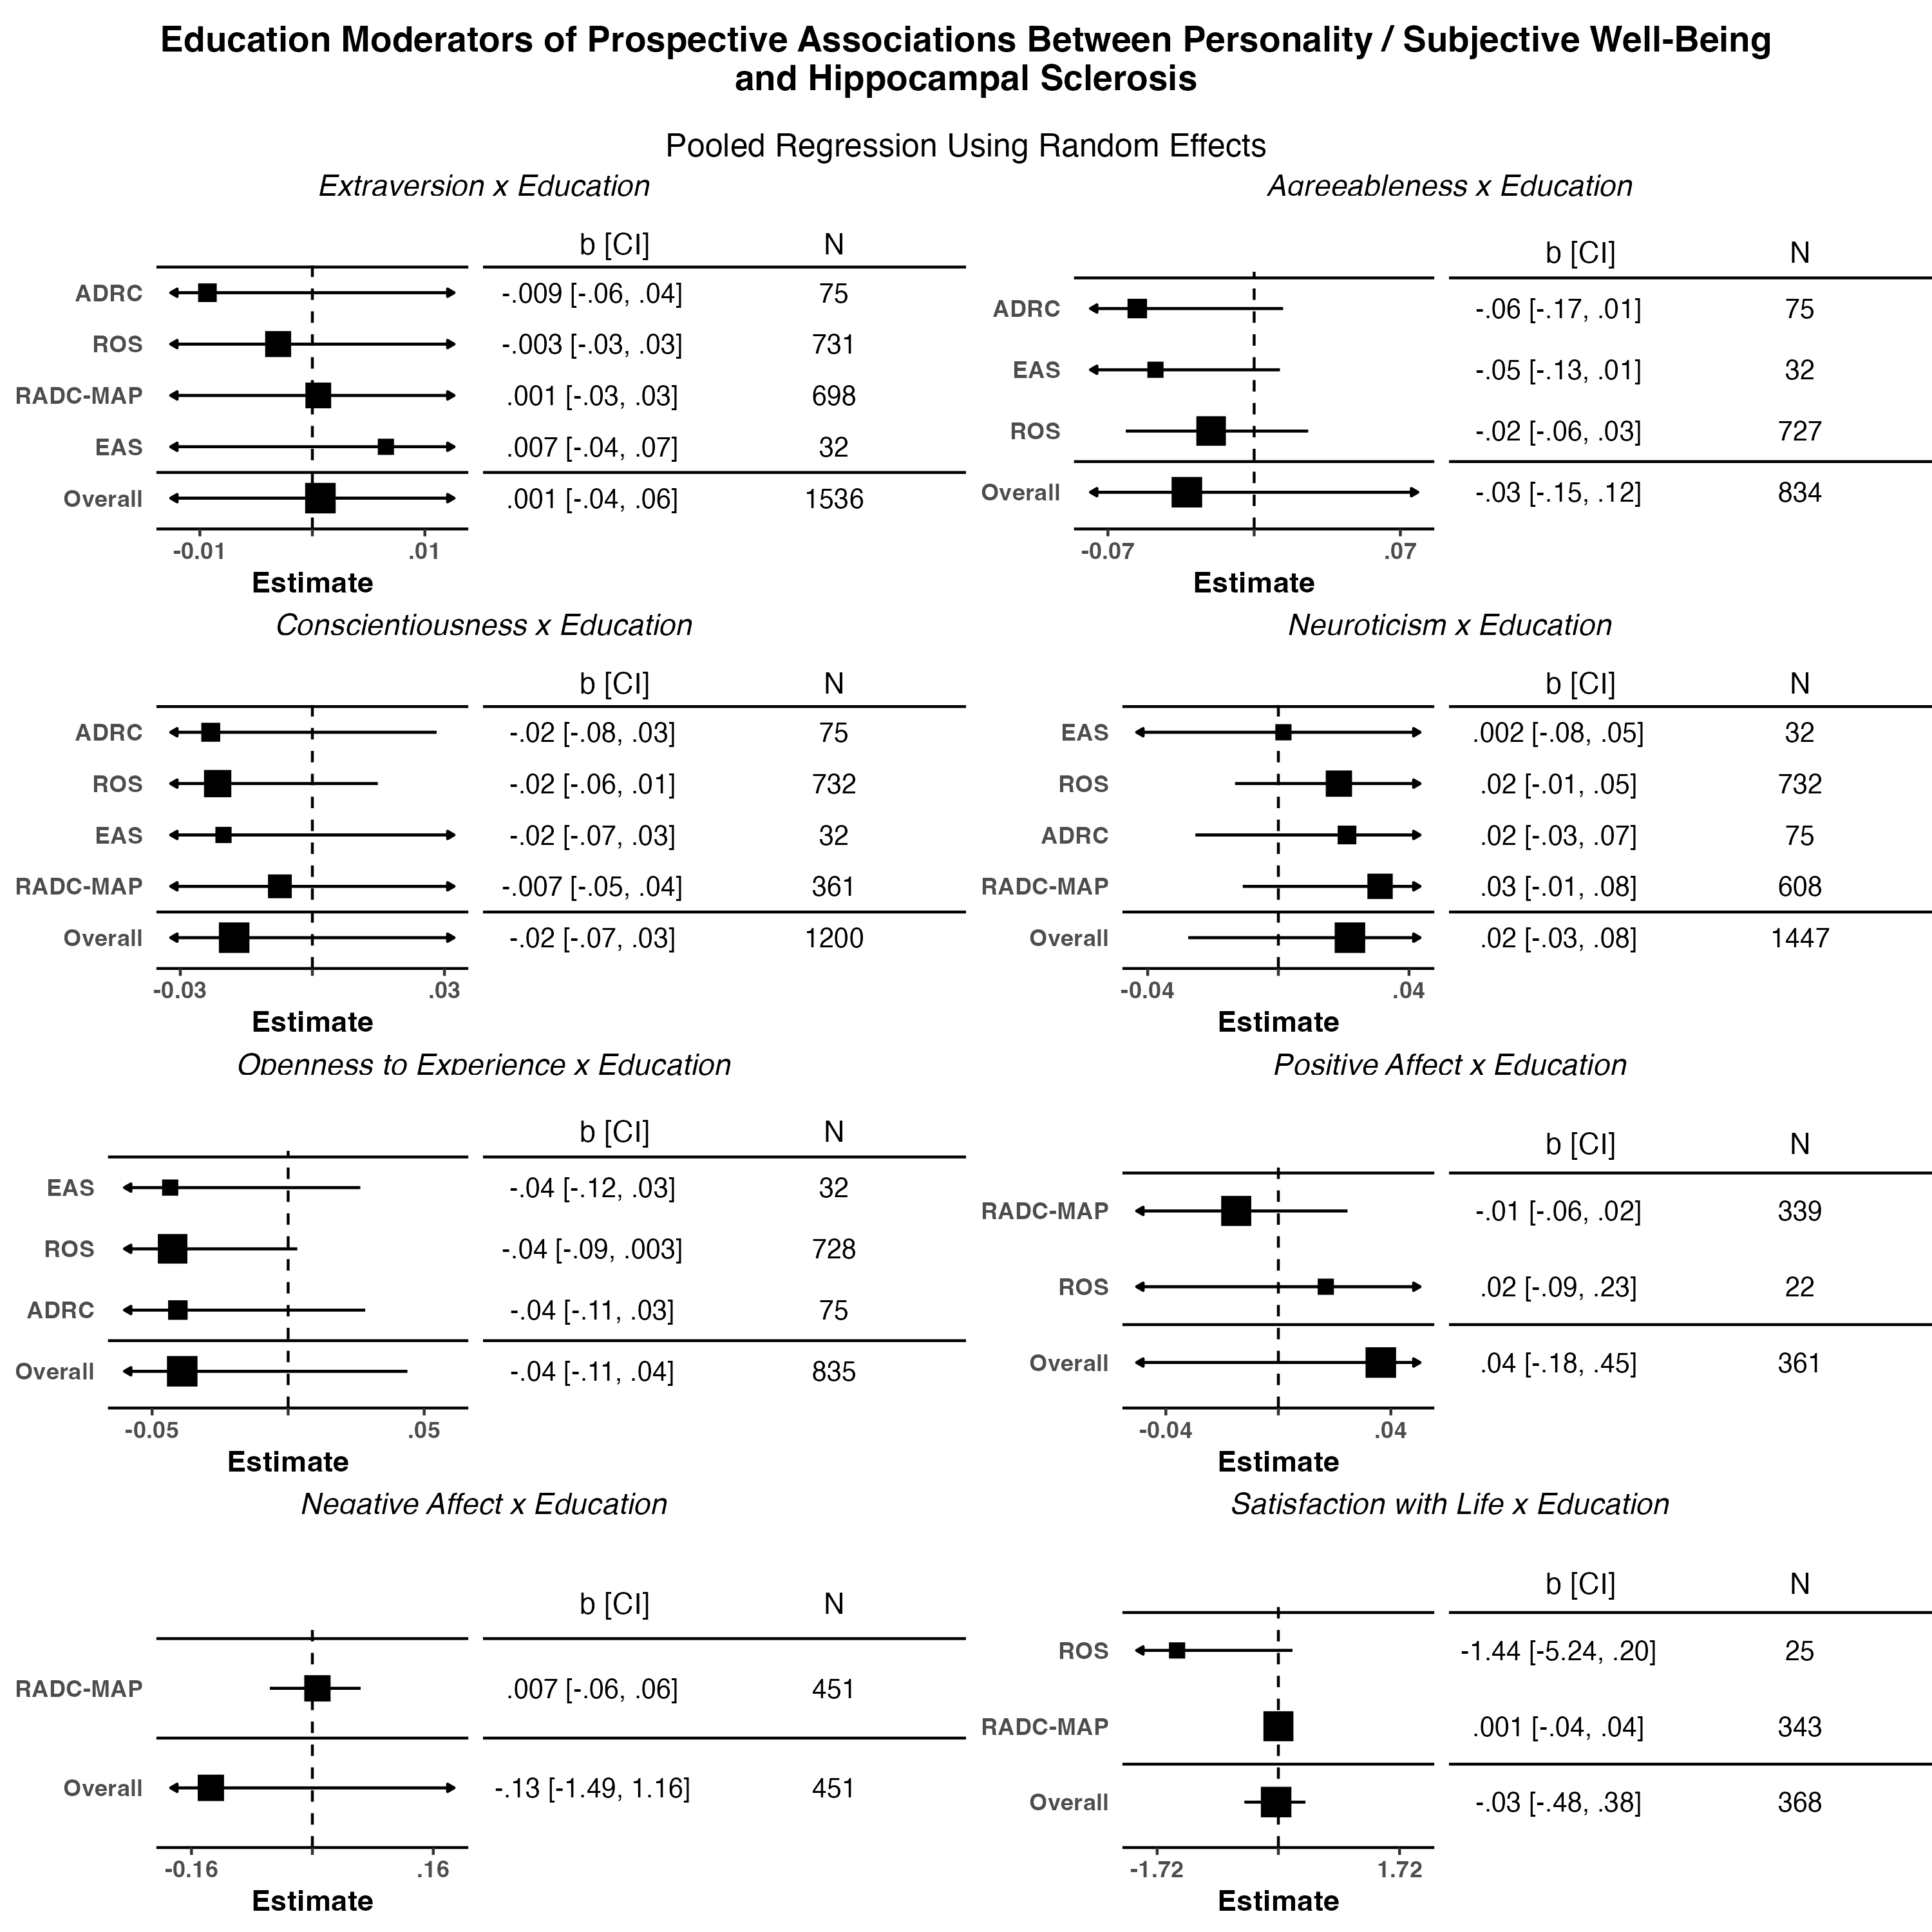 Education Moderators of Prospective Associations Between Personality / Subjective Well-Being
and Hippocampal Sclerosis
Pooled Regression Using Random Effects
Extraversion x Education
b [CI] N
ADRC -.009 [-.06, .04] 75
ROS -.003 [-.03, .03] 731
RADC-MAP .001 [-.03, .03] 698
EAS .007 [-.04, .07] 32
Overall .001 [-.04, .06] 1536
-0.01 .01
Estimate
Agreeableness x Education
b [CI] N
ADRC -.06 [-.17, .01] 75
EAS -.05 [-.13, .01] 32
ROS -.02 [-.06, .03] 727
Overall -.03 [-.15, .12] 834
-0.07 .07
Estimate
Conscientiousness x Education
b [CI] N
ADRC -.02 [-.08, .03] 75
ROS -.02 [-.06, .01] 732
EAS -.02 [-.07, .03] 32
RADC-MAP -.007 [-.05, .04] 361
Overall -.02 [-.07, .03] 1200
-0.03 .03
Estimate
Neuroticism x Education
b [CI] N
EAS .002 [-.08, .05] 32
ROS .02 [-.01, .05] 732
ADRC .02 [-.03, .07] 75
RADC-MAP .03 [-.01, .08] 608
Overall .02 [-.03, .08] 1447
-0.04 .04
Estimate
Openness to Experience x Education
b [CI] N
EAS -.04 [-.12, .03] 32
ROS -.04 [-.09, .003] 728
ADRC -.04 [-.11, .03] 75
Overall -.04 [-.11, .04] 835
-0.05 .05
Estimate
Positive Affect x Education
b [CI] N
RADC-MAP -.01 [-.06, .02] 339
ROS .02 [-.09, .23] 22
Overall .04 [-.18, .45] 361
-0.04 .04
Estimate
Negative Affect x Education
b [CI] N
RADC-MAP .007 [-.06, .06] 451
Overall -.13 [-1.49, 1.16] 451
-0.16 .16
Estimate
Satisfaction with Life x Education
b [CI] N
ROS -1.44 [-5.24, .20] 25
RADC-MAP .001 [-.04, .04] 343
Overall -.03 [-.48, .38] 368
-1.72 1.72
Estimate